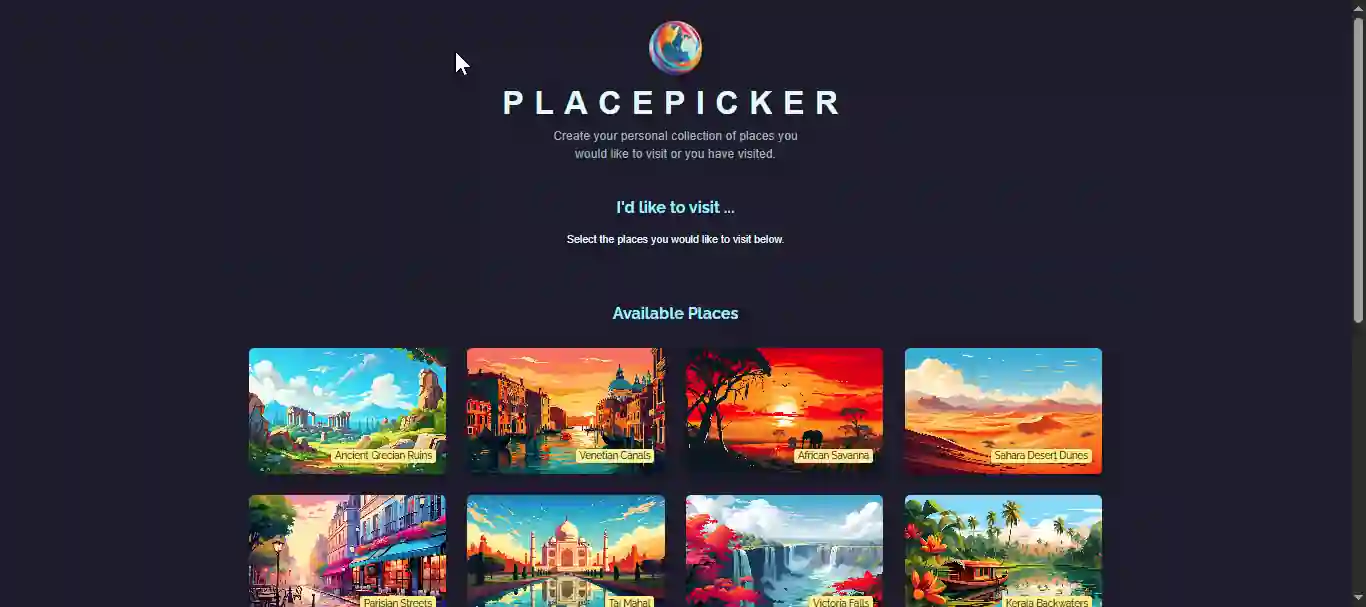 PLACEPICKER
Create your personal collection of places you
would like to visit or you have visited.
I'd like to visit ...
Select the places you would like to visit below.
Available Places
Ancient Grecian Ruins
Venetian Canals
African Savanna
Sahara Desert Dunes
Parisian Streets
Taj Mahal
Victoria Falls
Kerala Backwaters